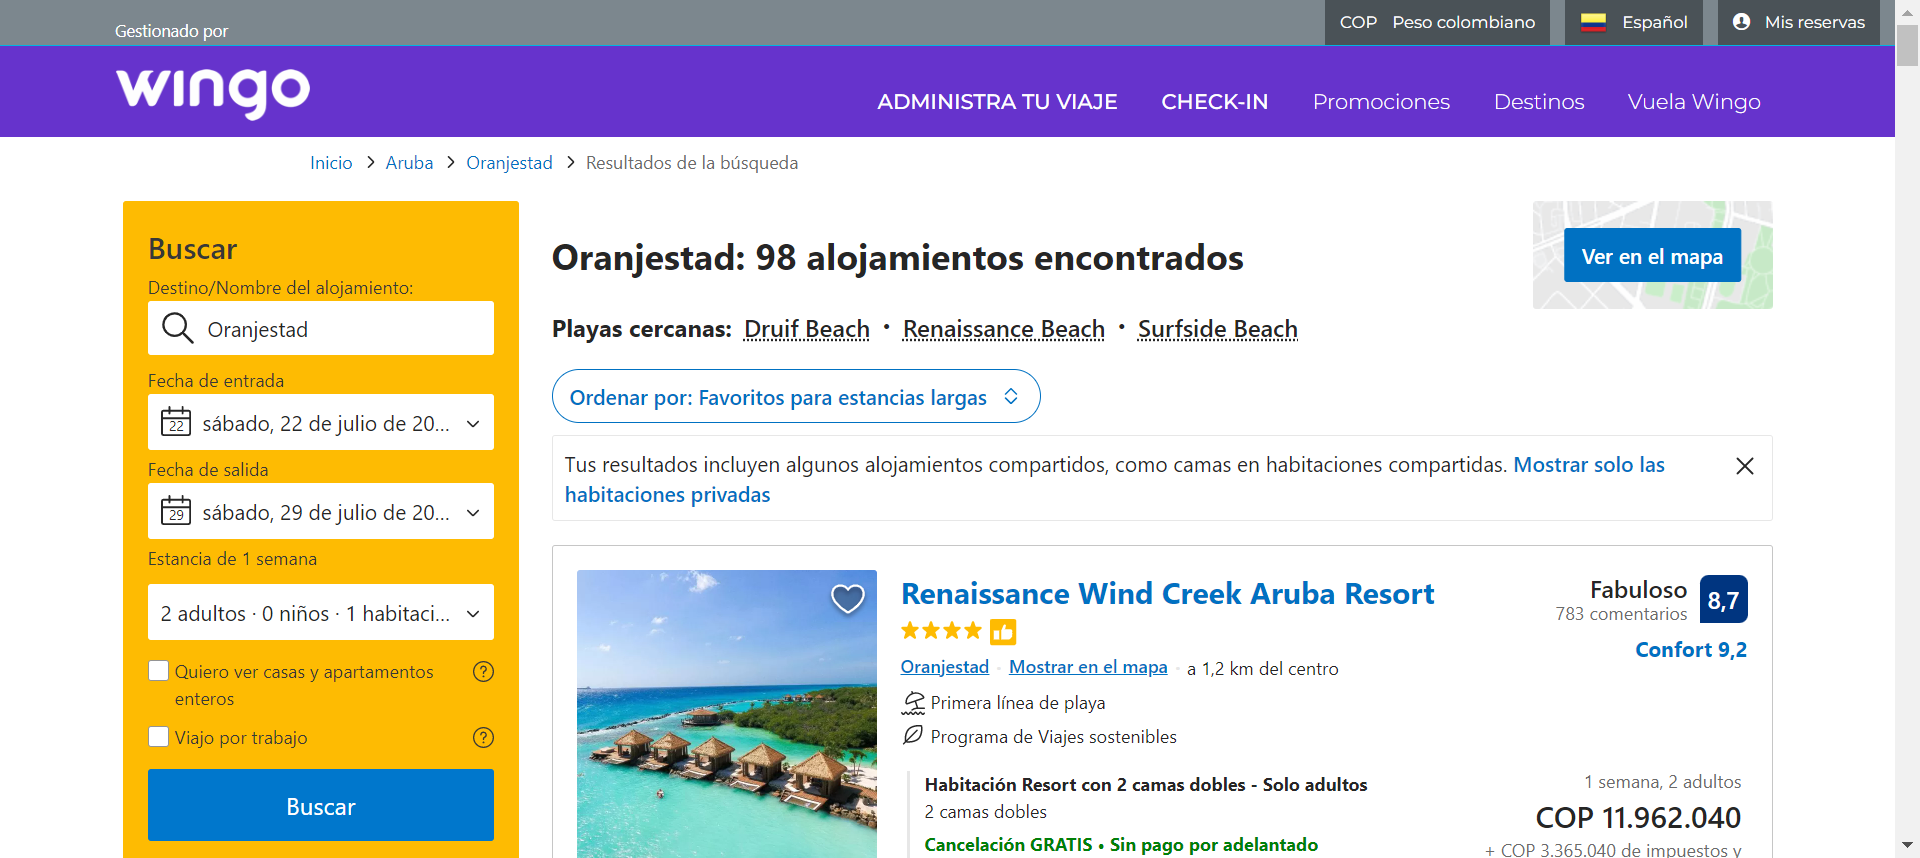 Gestionado por
COP Peso colombiano
Español
Mis reservas
wingo
ADMINISTRA TU VIAJE
CHECK-IN
Promociones
Destinos
Vuela Wingo
Inicio > Aruba > Oranjestad > Resultados de la búsqueda
Buscar
Destino/Nombre del alojamiento:
Oranjestad
Fecha de entrada
22
sábado, 22 de julio de 20...
Fecha de salida
29
sábado, 29 de julio de 20...
Estancia de 1 semana
2 adultos · 0 niños · 1 habitaci...
Quiero ver casas y apartamentos
enteros
Viajo por trabajo
Buscar
Oranjestad: 98 alojamientos encontrados
Ver en el mapa
Playas cercanas: Druif Beach • Renaissance Beach • Surfside Beach
Ordenar por: Favoritos para estancias largas
Tus resultados incluyen algunos alojamientos compartidos, como camas en habitaciones compartidas. Mostrar solo las
habitaciones privadas
Renaissance Wind Creek Aruba Resort
Oranjestad · Mostrar en el mapa · a 1,2 km del centro
Primera línea de playa
Programa de Viajes sostenibles
Fabuloso
783 comentarios
8,7
Confort 9,2
Habitación Resort con 2 camas dobles - Solo adultos
2 camas dobles
Cancelación GRATIS • Sin pago por adelantado
1 semana, 2 adultos
COP 11.962.040
+ COP 3.365.040 de impuestos y